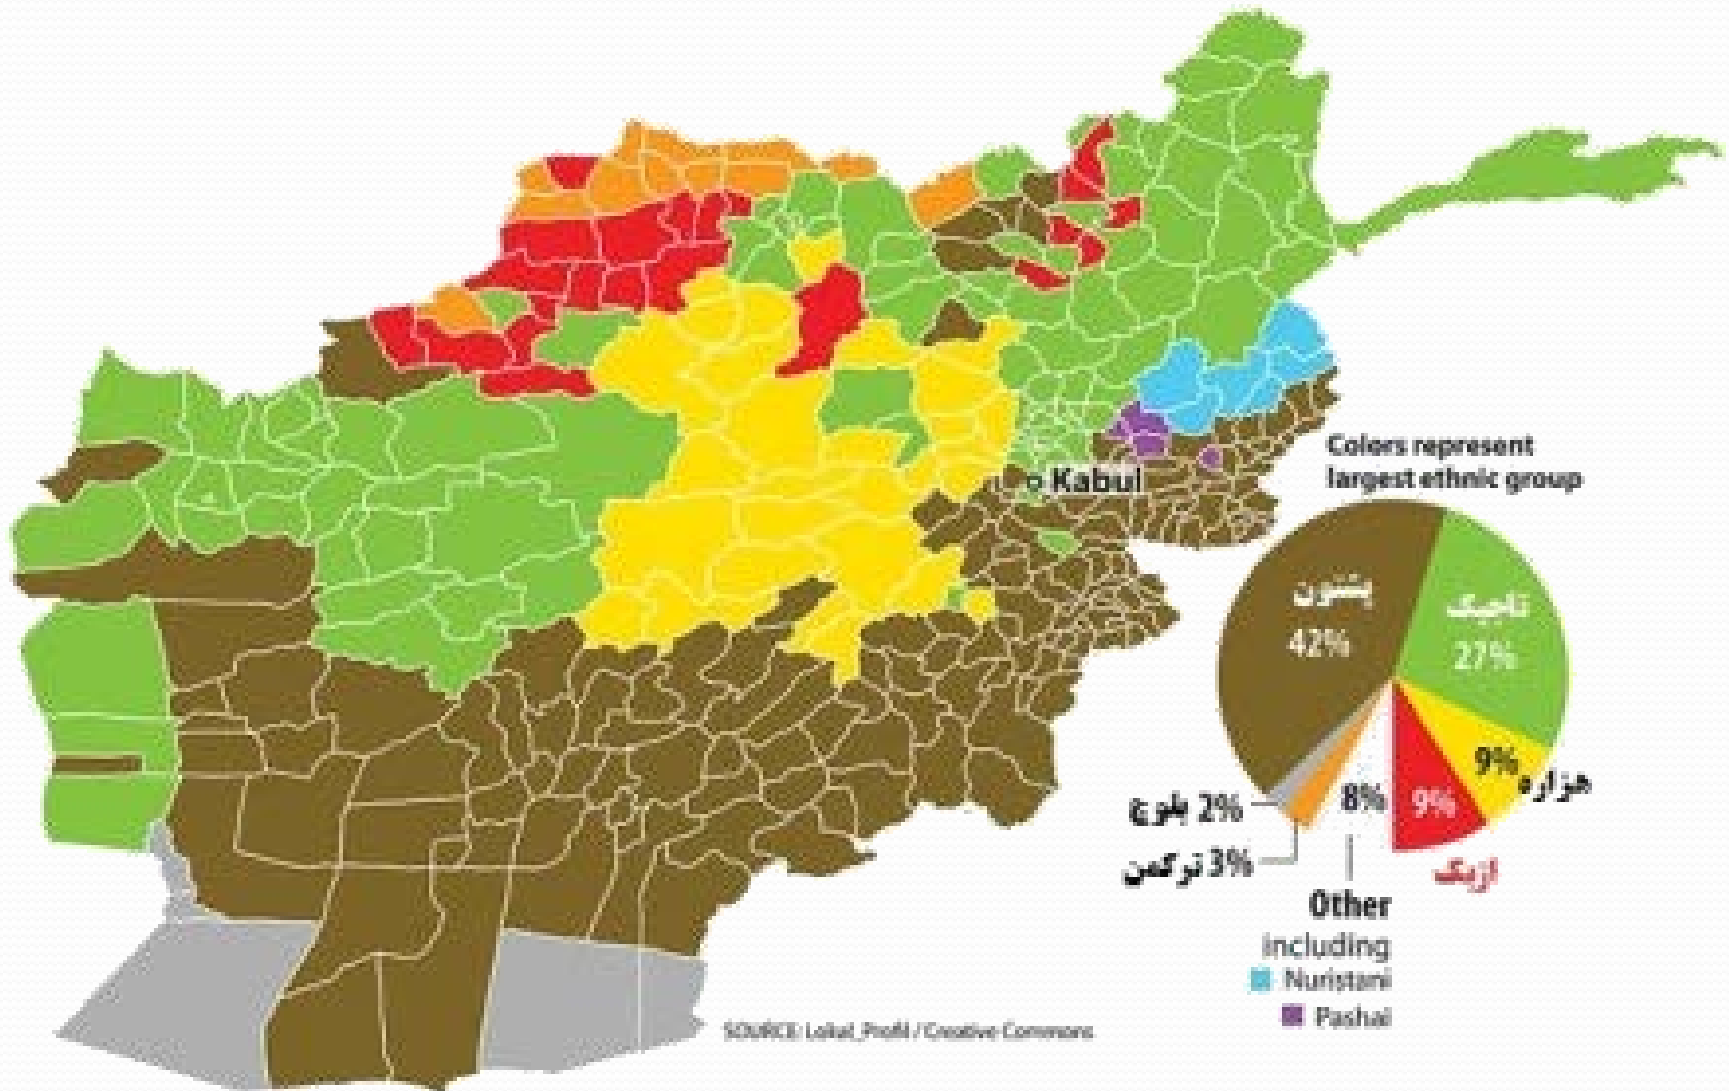 Kabul
Colors represent
largest ethnic group
پشتون
42%
تاجیک
27%
9%
هزاره
9%
ازبک
8%
بلوچ 2%
ترکمن 3%
Other
including
Nuristani
Pashai
SOURCE: Lokal_Profil / Creative Commons